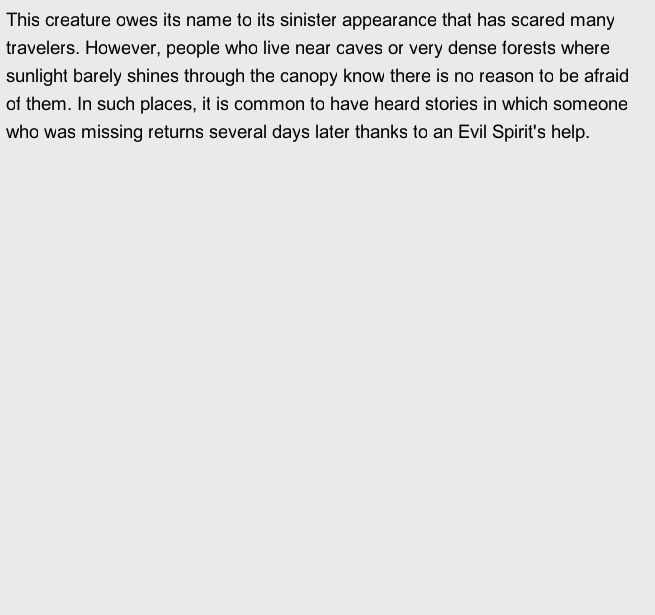 This creature owes its name to its sinister appearance that has scared many
travelers. However, people who live near caves or very dense forests where
sunlight barely shines through the canopy know there is no reason to be afraid
of them. In such places, it is common to have heard stories in which someone
who was missing returns several days later thanks to an Evil Spirit's help.